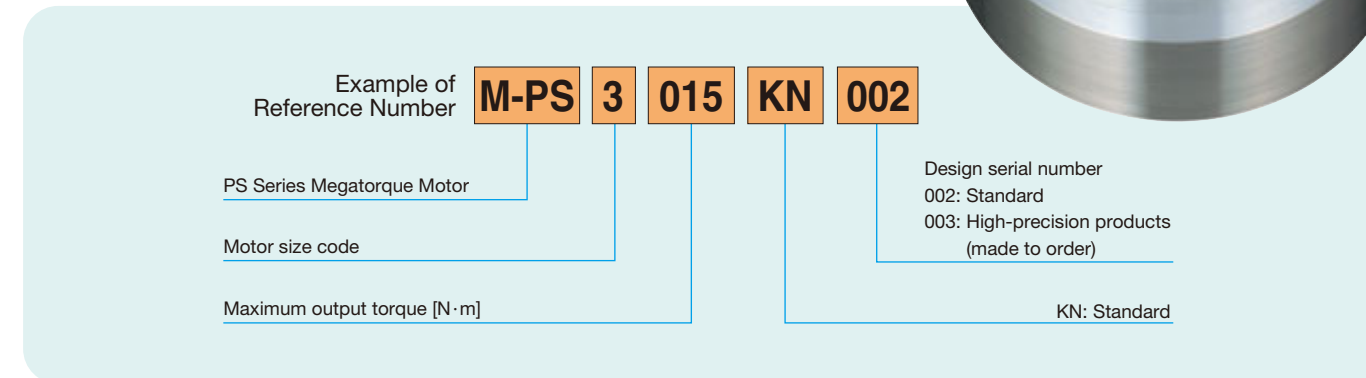 Example of
Reference Number
M-PS 3 015 KN 002
PS Series Megatorque Motor
Motor size code
Maximum output torque [N·m]
Design serial number
002: Standard
003: High-precision products
(made to order)
KN: Standard